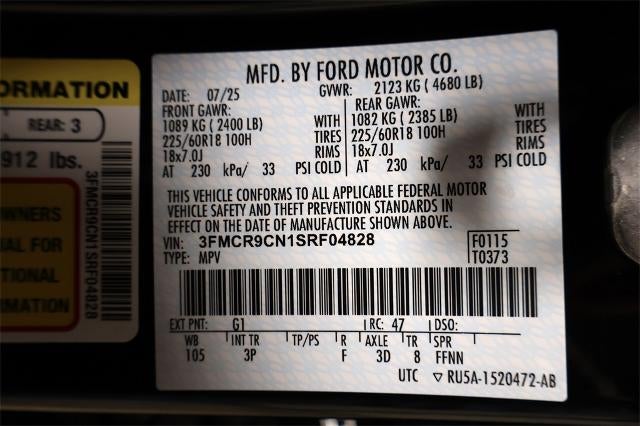 ORMATION
REAR: 3
912 lbs.
WNERS
AL FOR
TIONAL
RMATION
3FMCR9CN1SRF04828
MFD. BY FORD MOTOR CO.
DATE: 07/25 GVWR: 2123 KG ( 4680 LB)
FRONT GAWR: REAR GAWR:
1089 KG ( 2400 LB) WITH 1082 KG ( 2385 LB) WITH
225/60R18 100H TIRES 225/60R18 100H TIRES
18x7.0J RIMS 18x7.0J RIMS
AT 230 kPa/ 33 PSI COLD AT 230 kPa/ 33 PSI COLD
THIS VEHICLE CONFORMS TO ALL APPLICABLE FEDERAL MOTOR
VEHICLE SAFETY AND THEFT PREVENTION STANDARDS IN
EFFECT ON THE DATE OF MANUFACTURE SHOWN ABOVE.
VIN: 3FMCR9CN1SRF04828 F0115
TYPE: MPV T0373
EXT PNT: G1 RC: 47 DSO:
WB INT TR TP/PS R AXLE TR SPR
105 3P F 3D 8 FFNN
UTC ▽ RU5A-1520472-AB